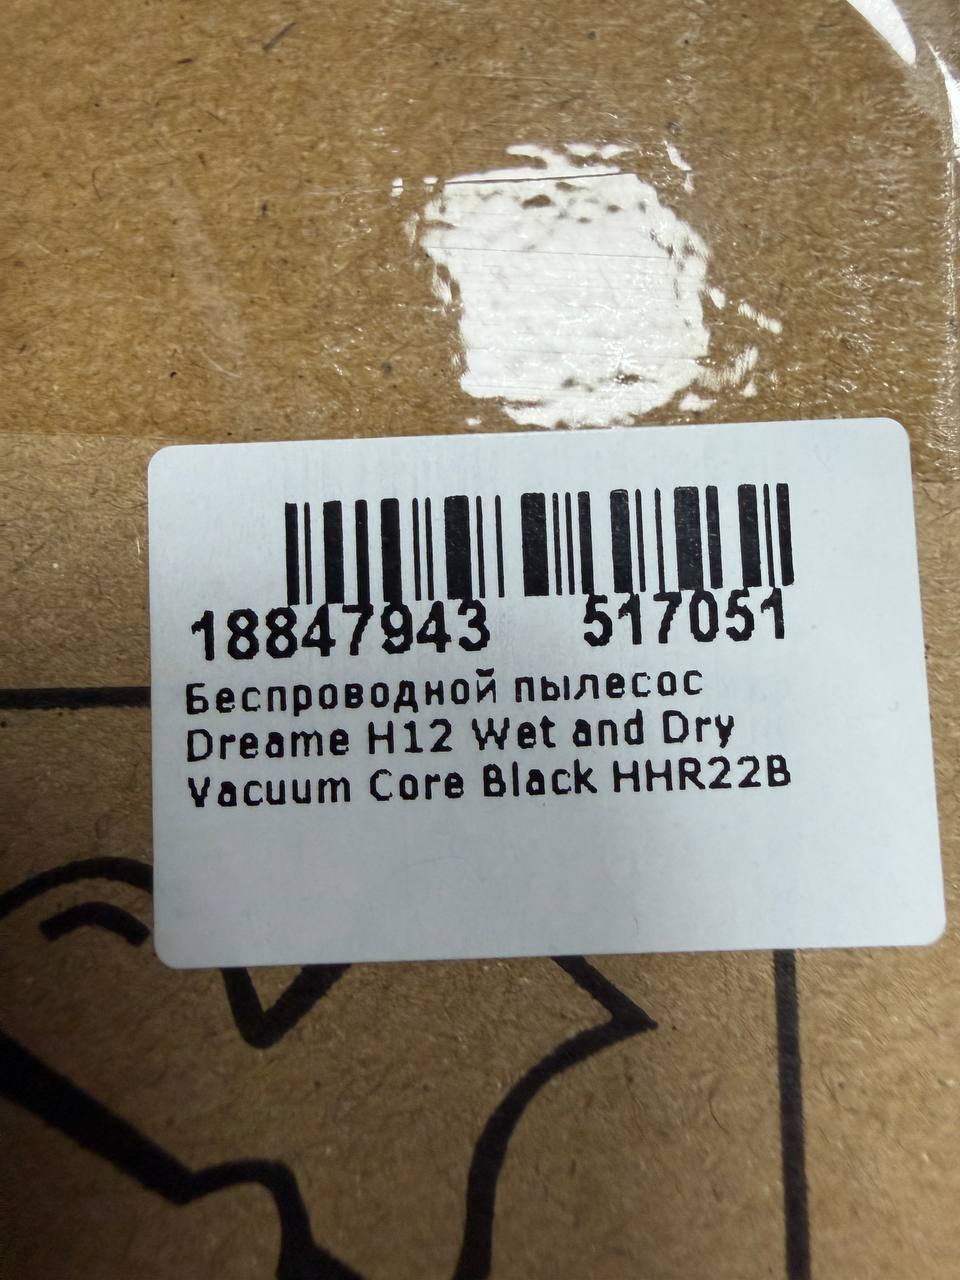 18847943 517051
Беспроводной пылесос
Dreame H12 Wet and Dry
Vacuum Core Black HHR22B